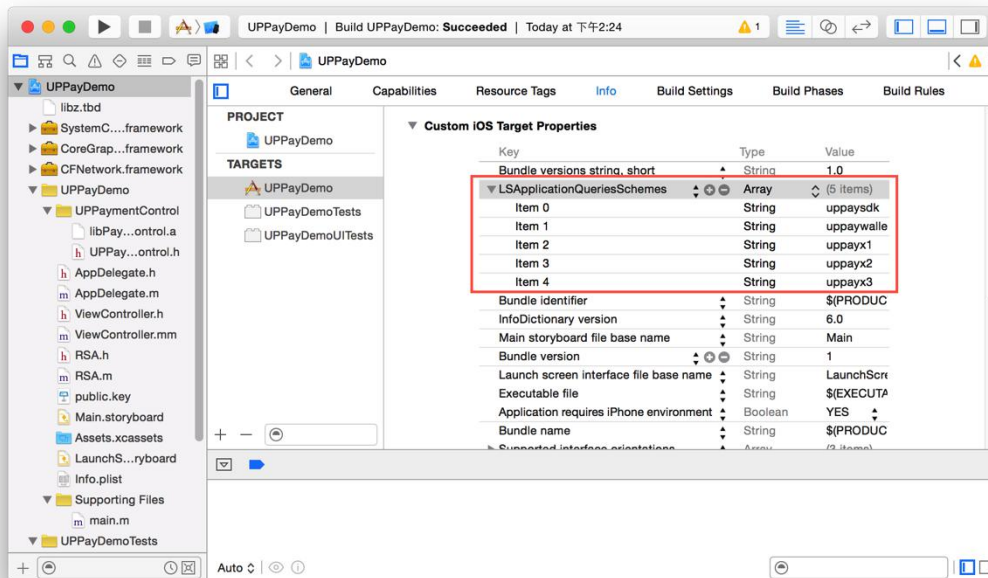 UPPayDemo | Build UPPayDemo: Succeeded | Today at 下午2:24
1
UPPayDemo
General Capabilities Resource Tags Info Build Settings Build Phases Build Rules
UPPayDemo
libz.tbd
SystemC....framework
CoreGrap...framework
CFNetwork.framework
UPPayDemo
UPPaymentControl
libPay...ontrol.a
UPPay...ontrol.h
AppDelegate.h
AppDelegate.m
ViewController.h
ViewController.mm
RSA.h
RSA.m
public.key
Main.storyboard
Assets.xcassets
LaunchS...ryboard
Info.plist
Supporting Files
main.m
UPPayDemoTests
PROJECT
UPPayDemo
TARGETS
UPPayDemo
UPPayDemoTests
UPPayDemoUITests
Custom iOS Target Properties
Key Type Value
Bundle versions string, short String 1.0
LSApplicationQueriesSchemes Array (5 items)
Item 0 String uppaysdk
Item 1 String uppaywalle
Item 2 String uppayx1
Item 3 String uppayx2
Item 4 String uppayx3
Bundle identifier String $(PRODUC
InfoDictionary version String 6.0
Main storyboard file base name String Main
Bundle version String 1
Launch screen interface file base name String LaunchScre
Executable file String $(EXECUTA
Application requires iPhone environment Boolean YES
Bundle name String $(PRODUC
Supported interface orientations Array (3 items)
Auto